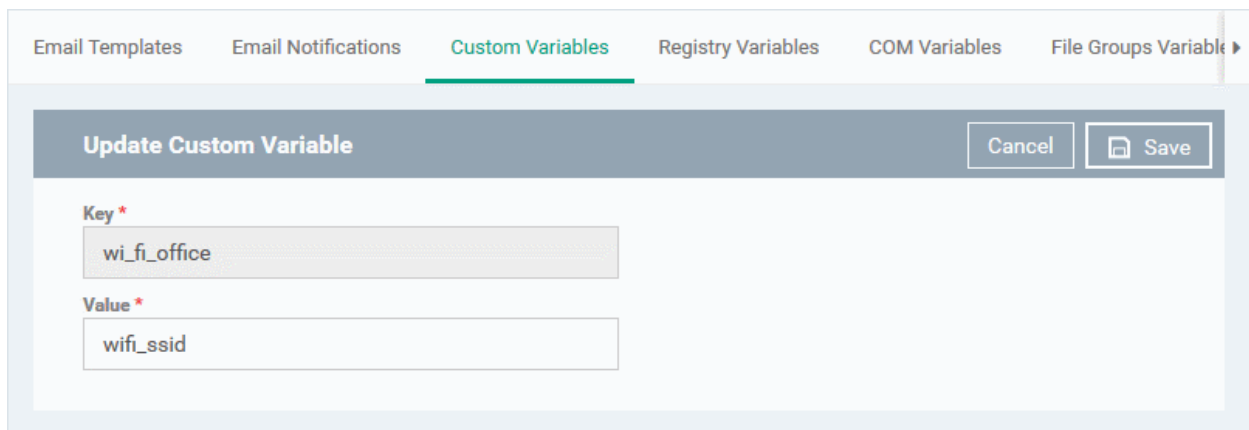 Email Templates Email Notifications Custom Variables Registry Variables COM Variables File Groups Variable
Update Custom Variable Cancel Save
Key *
wi_fi_office
Value *
wifi_ssid